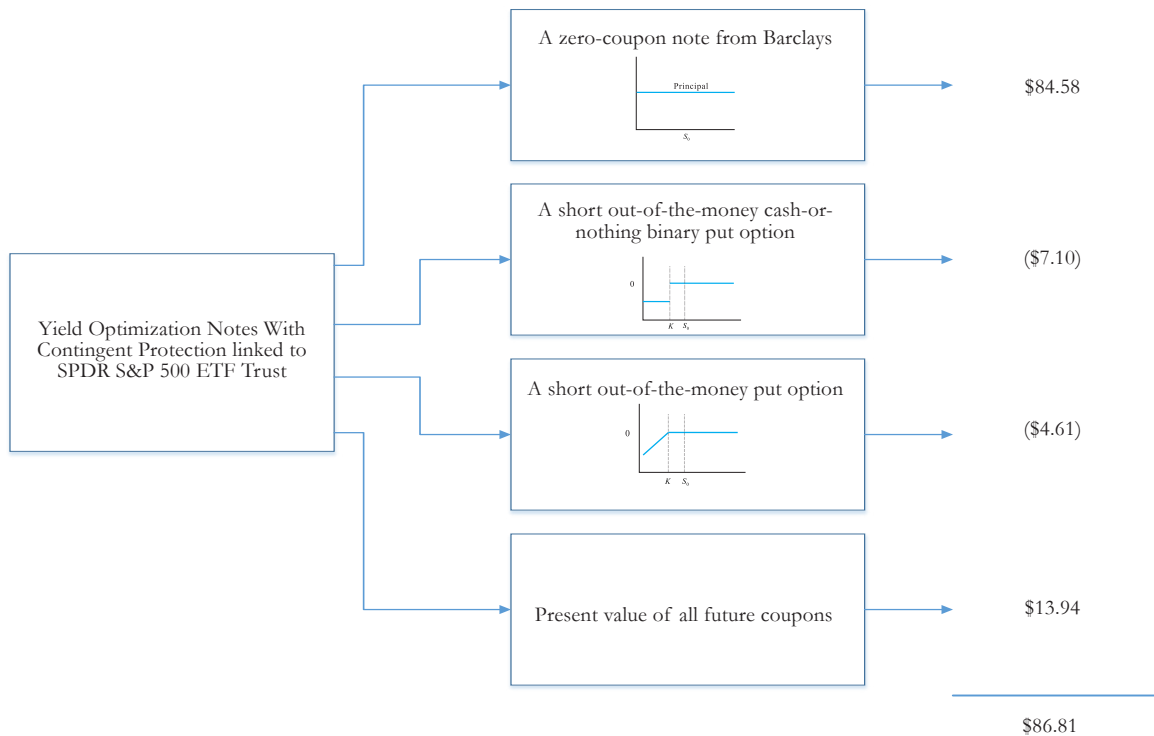 A zero-coupon note from Barclays
Principal
S₀
$84.58
A short out-of-the-money cash-or-
nothing binary put option
0
K S₀
($7.10)
Yield Optimization Notes With
Contingent Protection linked to
SPDR S&P 500 ETF Trust
A short out-of-the-money put option
0
K S₀
($4.61)
Present value of all future coupons
$13.94
$86.81